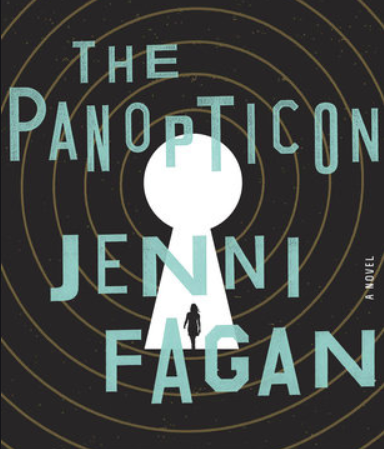 THE
PANOPTICON
JENNI
FAGAN
A NOVEL